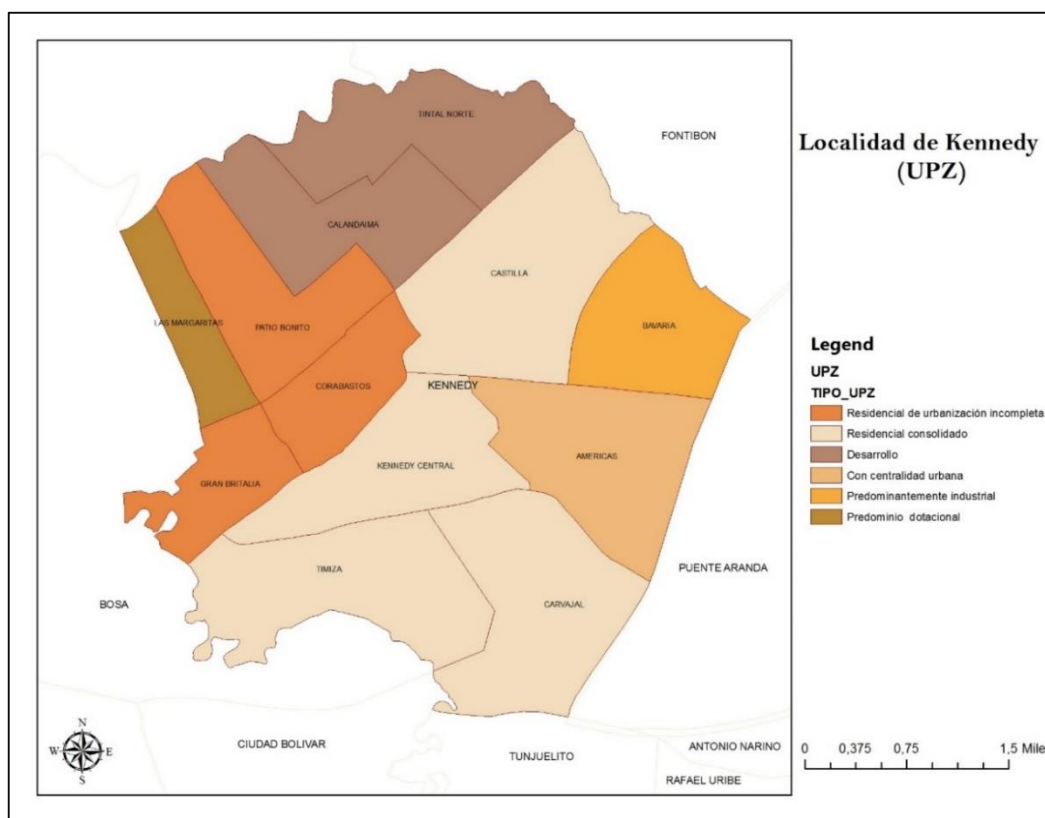 Localidad de Kennedy
(UPZ)
TINTAL NORTE
FONTIBON
CALANDAIMA
CASTILLA
LAS MARGARITAS
PATIO BONITO
BAVARIA
CORABASTOS
KENNEDY
KENNEDY CENTRAL
AMERICAS
GRAN BRITALIA
TIMIZA
PUENTE ARANDA
BOSA
CARVAJAL
CIUDAD BOLIVAR
TUNJUELITO
ANTONIO NARINO
RAFAEL URIBE
N
W E
S
Legend
UPZ
TIPO_UPZ
Residencial de urbanización incompleta
Residencial consolidado
Desarrollo
Con centralidad urbana
Predominantemente industrial
Predominio dotacional
0 0,375 0,75 1,5 Mile